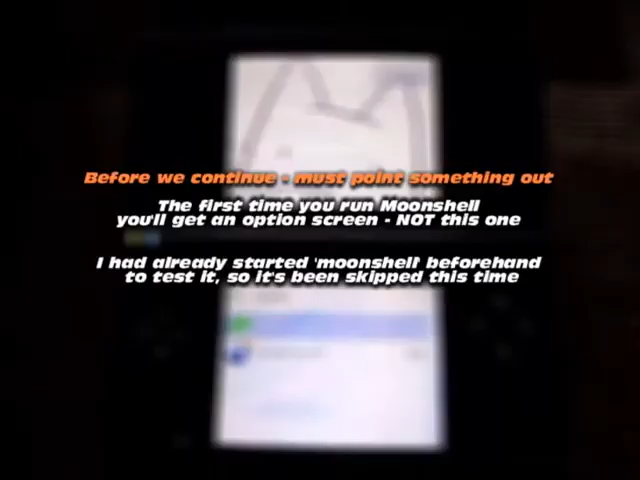 Before we continue - must point something out
The first time you run Moonshell
you'll get an option screen - NOT this one
I had already started 'moonshell' beforehand
to test it, so it's been skipped this time